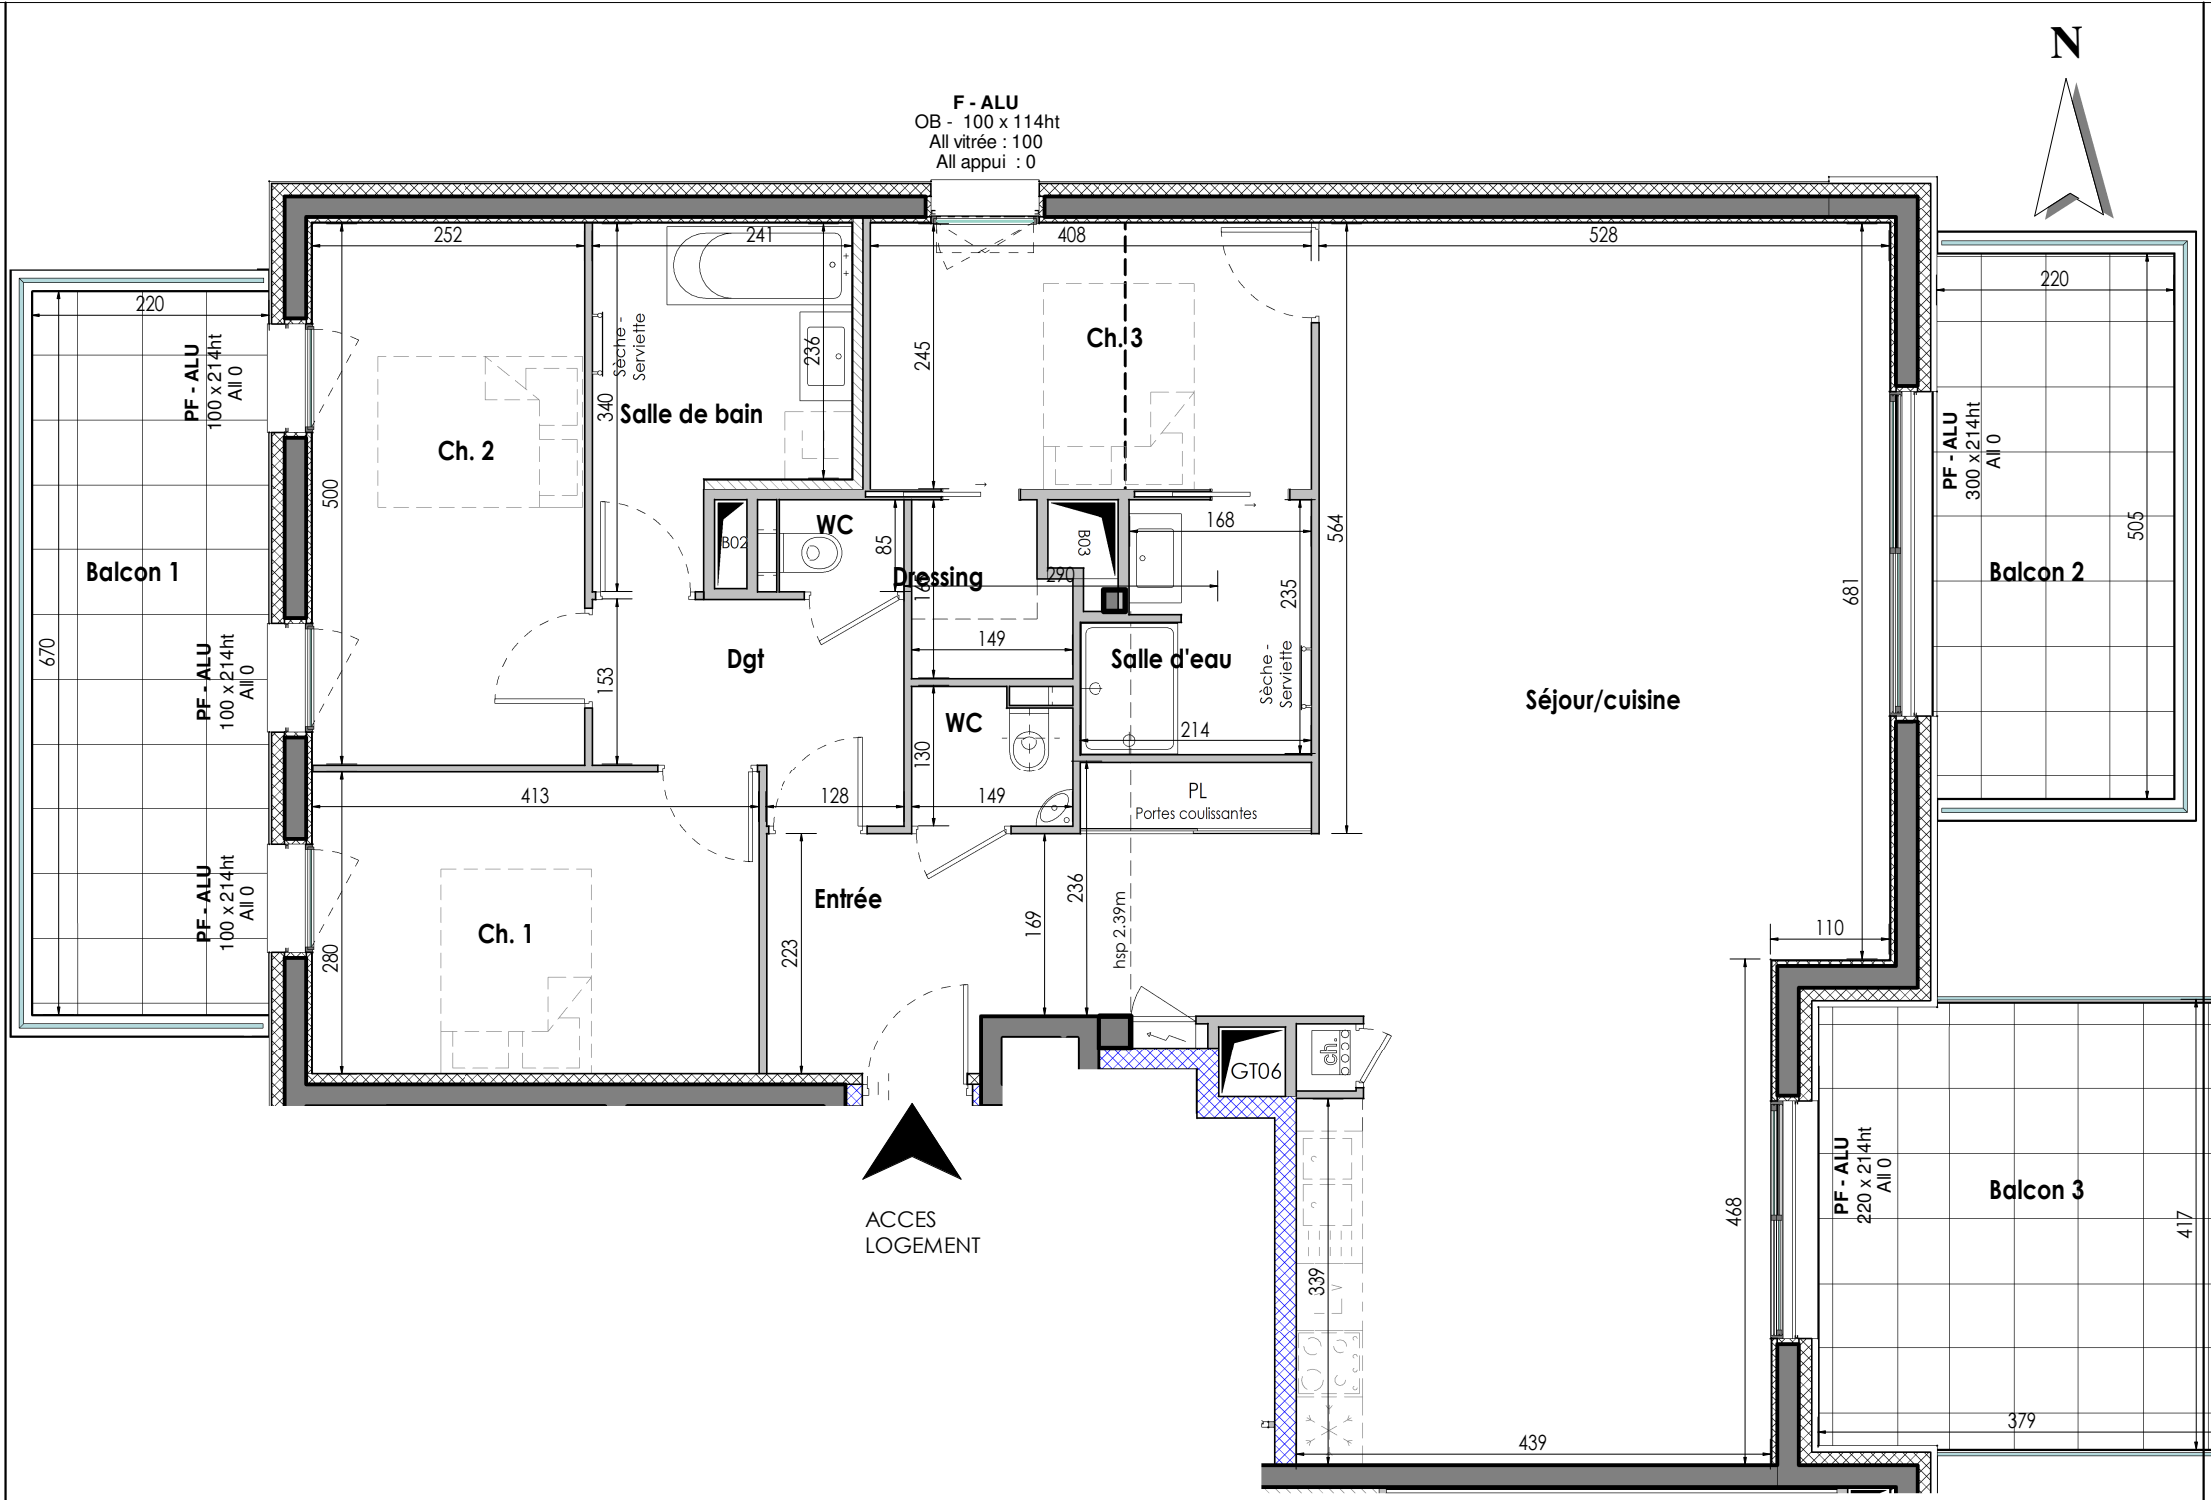 N
F - ALU
OB - 100 x 114ht
All vitrée : 100
All appui : 0
252
241
408
528
220
220
PF - ALU
100 x 214ht
All 0
Sèche -
Serviette
236
245
Ch. 3
340
Salle de bain
Ch. 2
500
PF - ALU
300 x 214ht
All 0
505
WC
B02
85
B03
168
564
Balcon 1
Dressing
290
235
681
Balcon 2
670
PF - ALU
100 x 214ht
All 0
153
Dgt
149
Salle d'eau
Sèche -
Serviette
Séjour/cuisine
WC
130
214
413
128
149
PL
Portes coulissantes
PF - ALU
100 x 214ht
All 0
280
Ch. 1
Entrée
223
169
236
hsp 2.39m
110
GT06
ch.
ACCES
LOGEMENT
339
LV
468
PF - ALU
220 x 214ht
All 0
Balcon 3
417
379
439